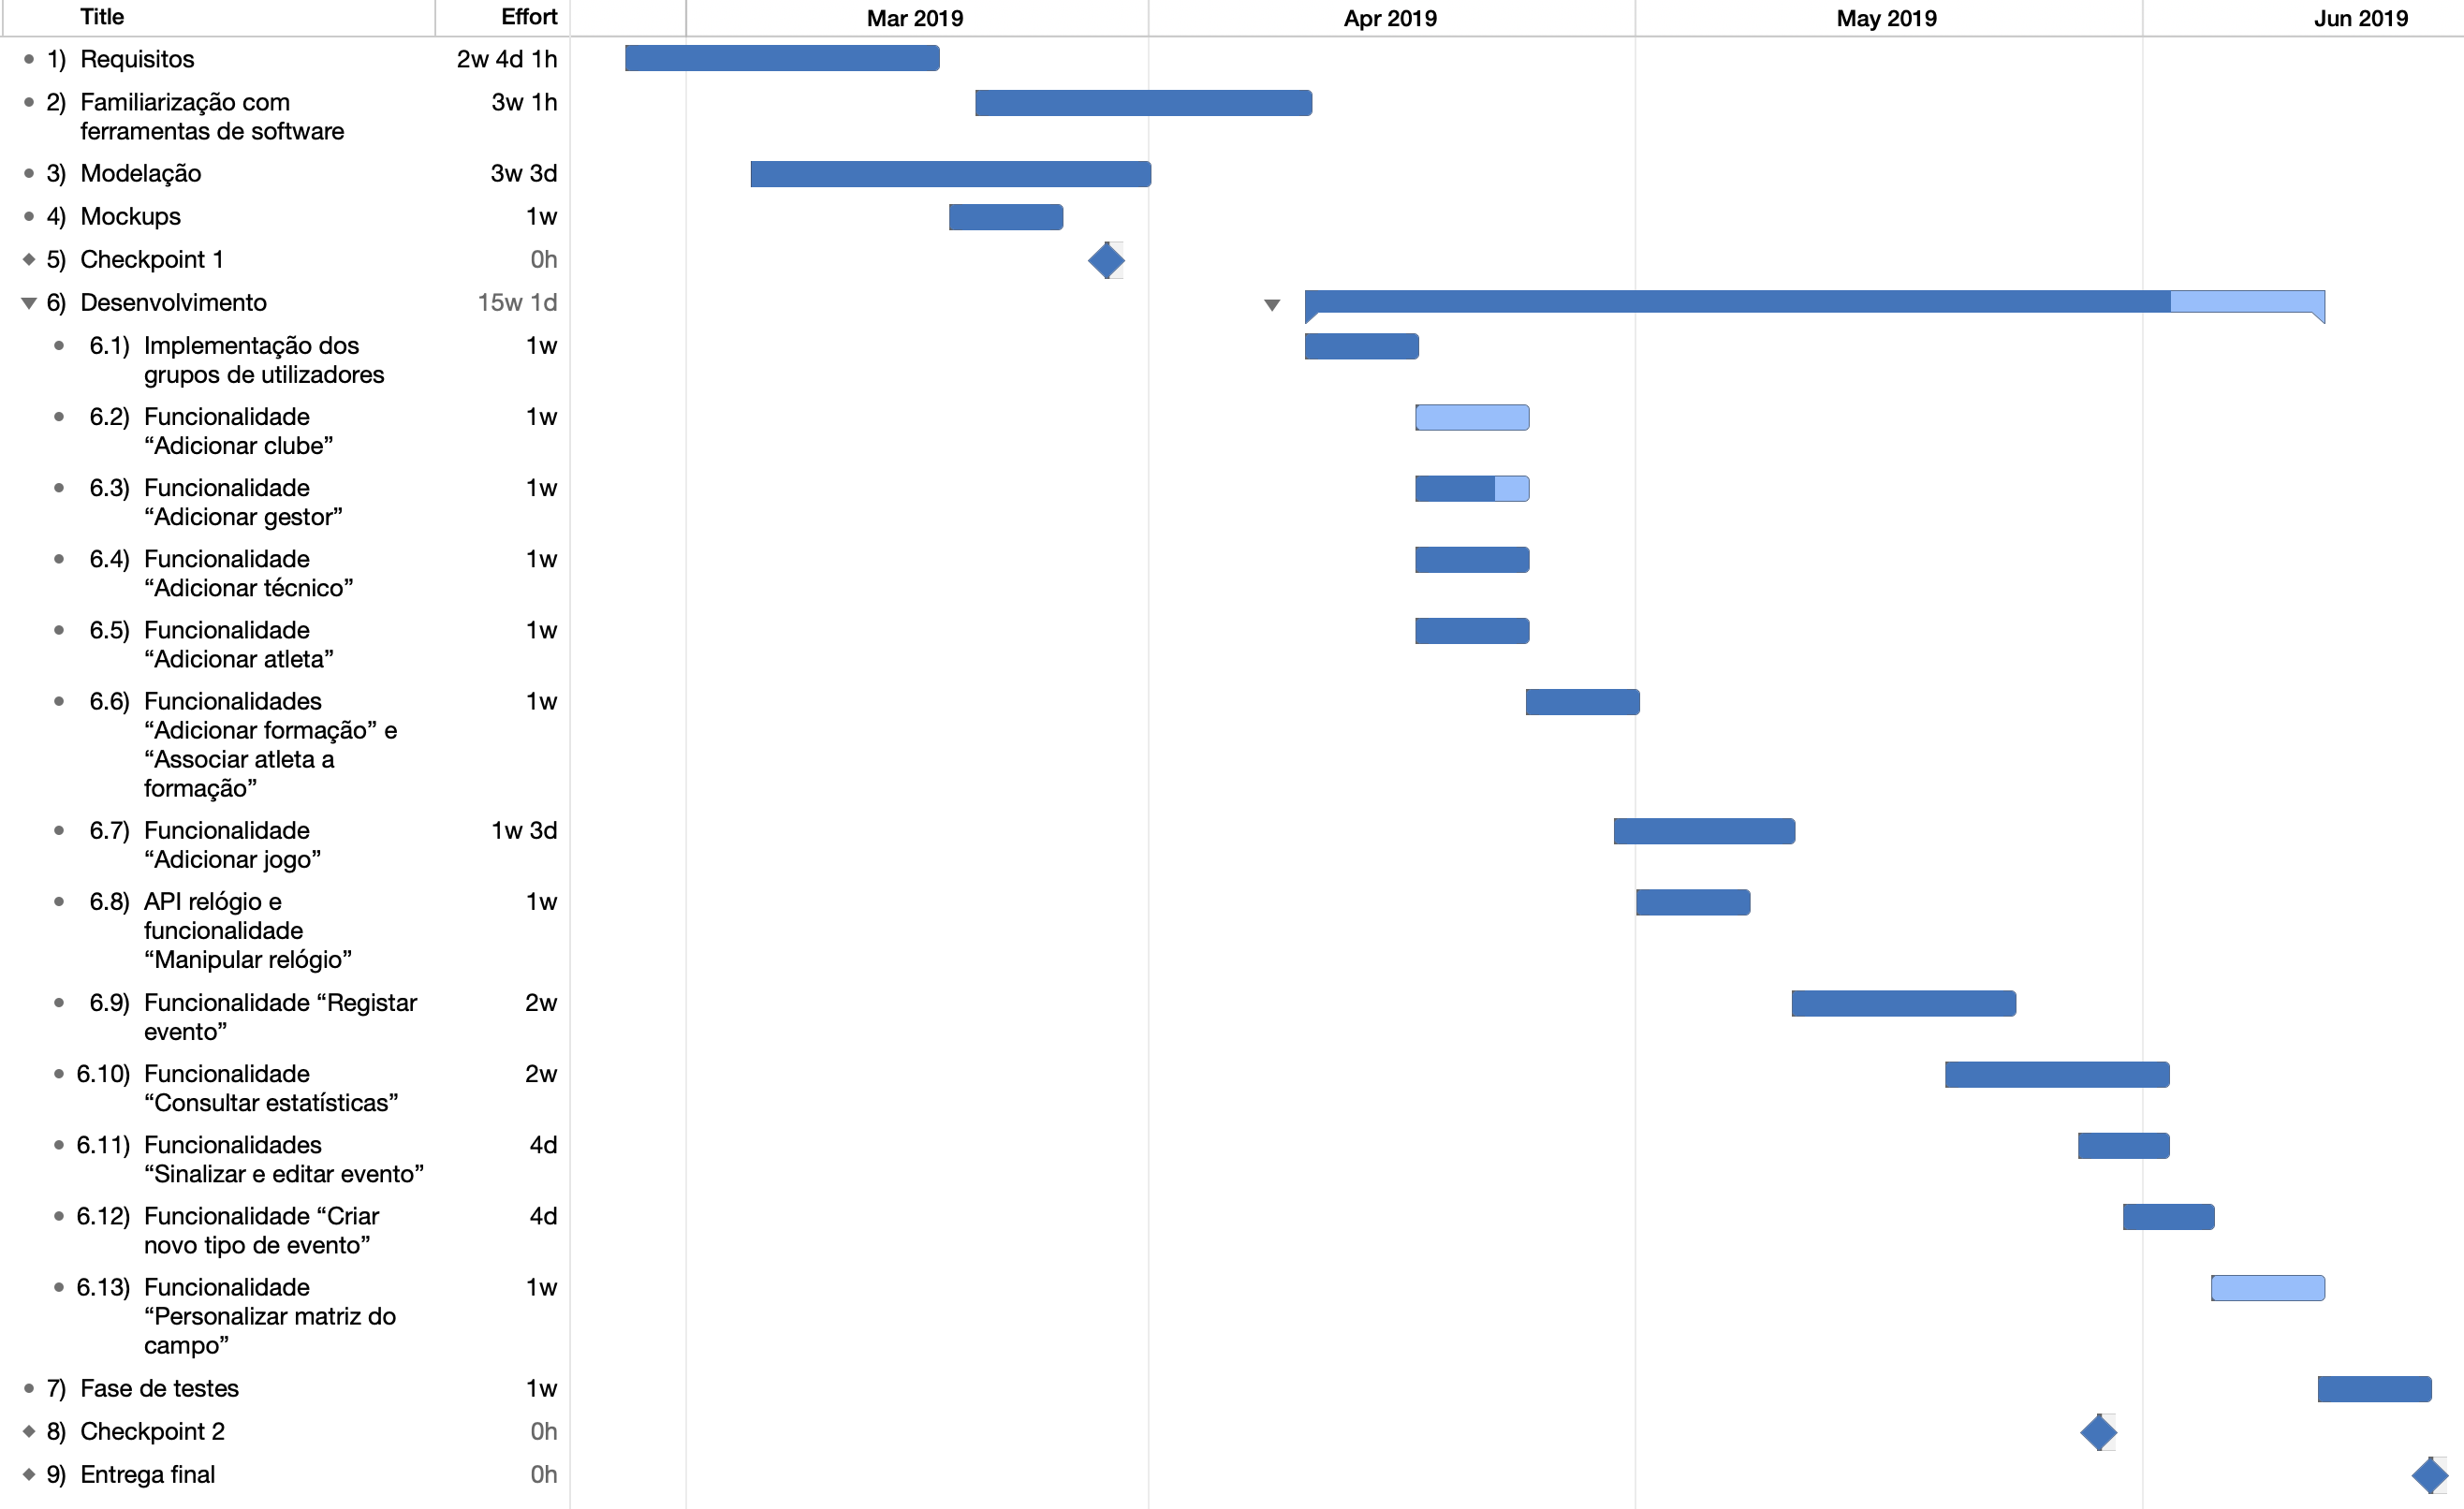 Title Effort Mar 2019 Apr 2019 May 2019 Jun 2019
1) Requisitos 2w 4d 1h
2) Familiarização com 3w 1h
ferramentas de software
3) Modelação 3w 3d
4) Mockups 1w
5) Checkpoint 1 0h
6) Desenvolvimento 15w 1d
6.1) Implementação dos 1w
grupos de utilizadores
6.2) Funcionalidade 1w
“Adicionar clube”
6.3) Funcionalidade 1w
“Adicionar gestor”
6.4) Funcionalidade 1w
“Adicionar técnico”
6.5) Funcionalidade 1w
“Adicionar atleta”
6.6) Funcionalidades 1w
“Adicionar formação” e
“Associar atleta a
formação”
6.7) Funcionalidade 1w 3d
“Adicionar jogo”
6.8) API relógio e 1w
funcionalidade
“Manipular relógio”
6.9) Funcionalidade “Registar 2w
evento”
6.10) Funcionalidade 2w
“Consultar estatísticas”
6.11) Funcionalidades 4d
“Sinalizar e editar evento”
6.12) Funcionalidade “Criar 4d
novo tipo de evento”
6.13) Funcionalidade 1w
“Personalizar matriz do
campo”
7) Fase de testes 1w
8) Checkpoint 2 0h
9) Entrega final 0h